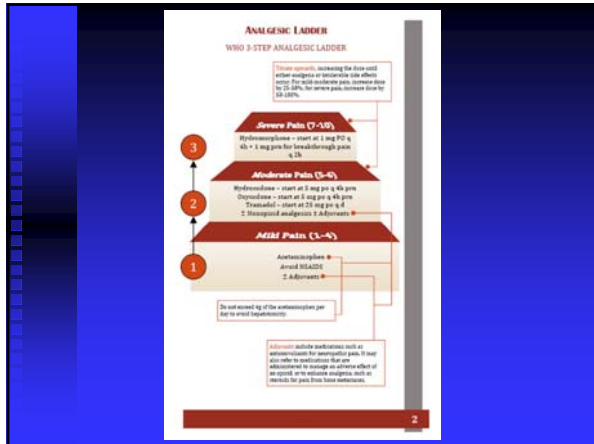 ANALGESIC LADDER
WHO 3-STEP ANALGESIC LADDER
Titrate upwards, increasing the dose until
either analgesia or intolerable side effects
occur. For mild-moderate pain, increase dose
by 25-50%, for severe pain, increase dose by
50-100%.
Severe Pain (7-10)
Hydromorphone – start at 1 mg PO q
4h + 1 mg prn for breakthrough pain
q 2h
3
Moderate Pain (5-6)
Hydrocodone – start at 5 mg po q 4h prn
Oxycodone – start at 5 mg po q 4h prn
Tramadol – start at 25 mg po q d
± Nonopioid analgesics ± Adjuvants
2
Mild Pain (1-4)
Acetaminophen
Avoid NSAIDS
± Adjuvants
1
Do not exceed 4g of the acetaminophen per
day to avoid hepatotoxicity.
Adjuvants include medications such as
anticonvulsants for neuropathic pain. It may
also refer to medications that are
administered to manage an adverse effect of
an opioid, or to enhance analgesia, such as
steroids for pain from bone metastases.
2